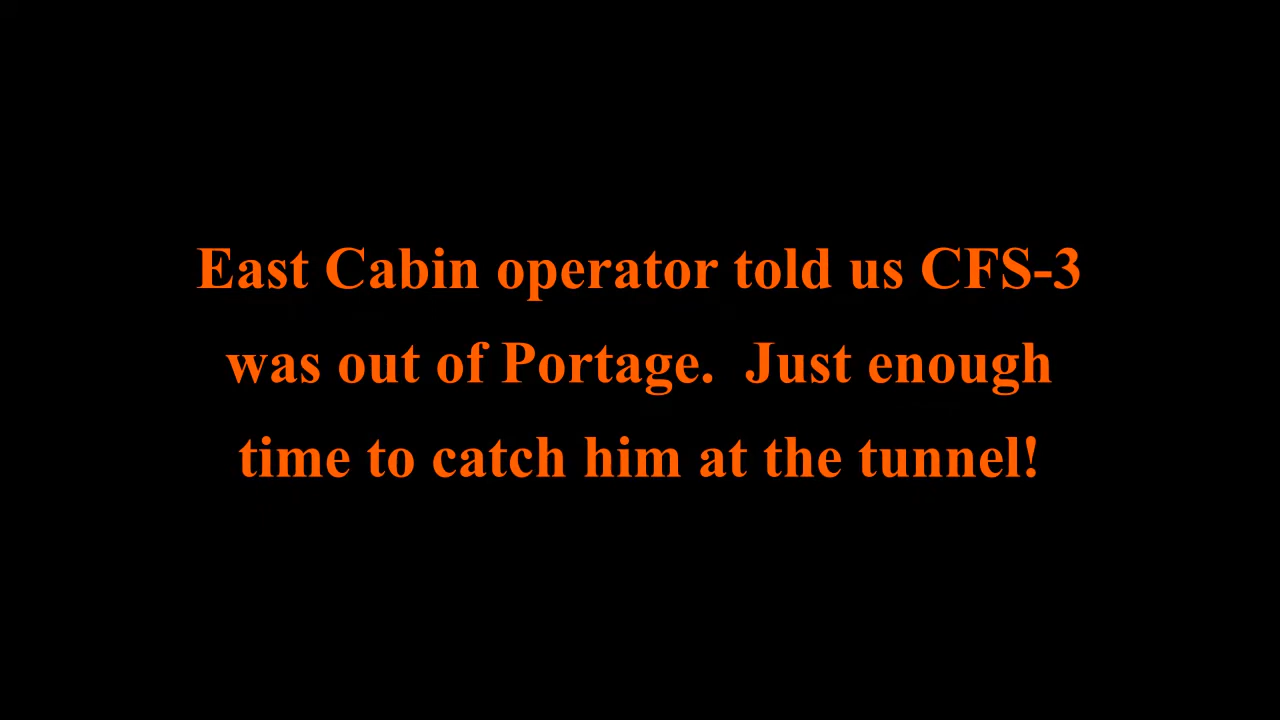 East Cabin operator told us CFS-3
was out of Portage.  Just enough
time to catch him at the tunnel!